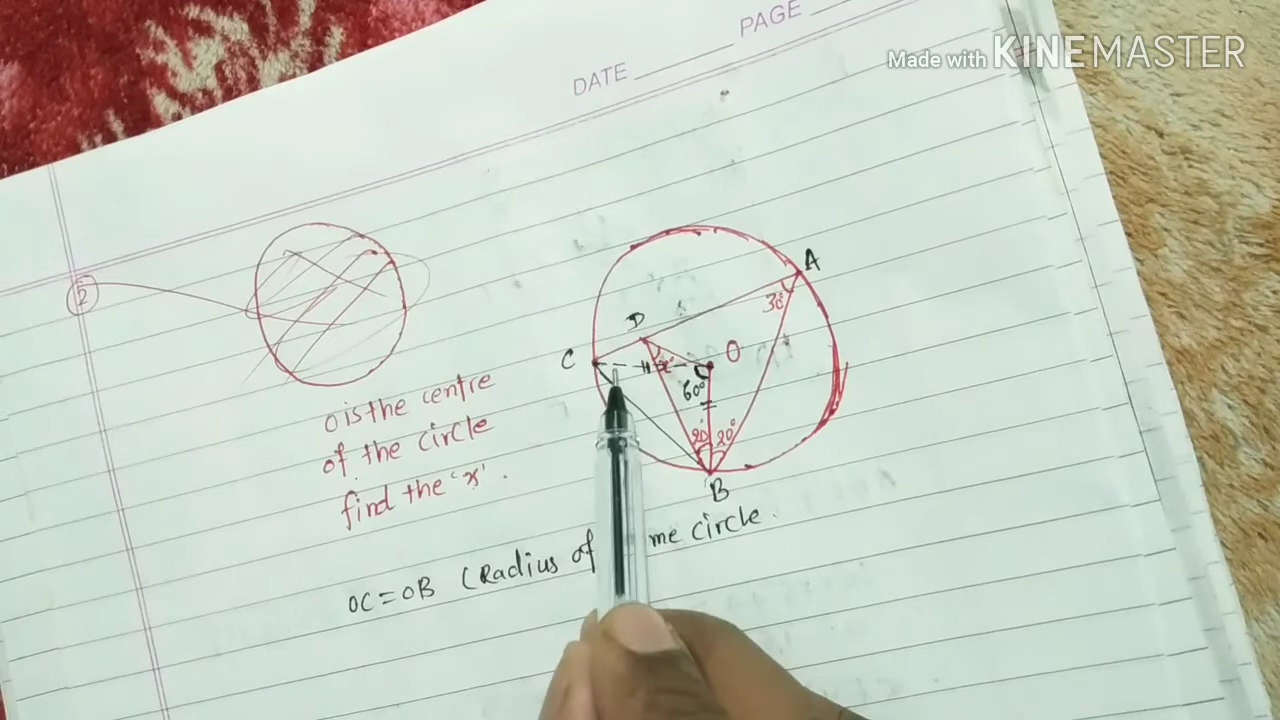 Made with KINEMASTER
PAGE
DATE
2
O is the centre
of the circle
find the 'x'.
A
30°
D
C
O
x°
60°
20°
20°
B
OC = OB (Radius of
me circle.